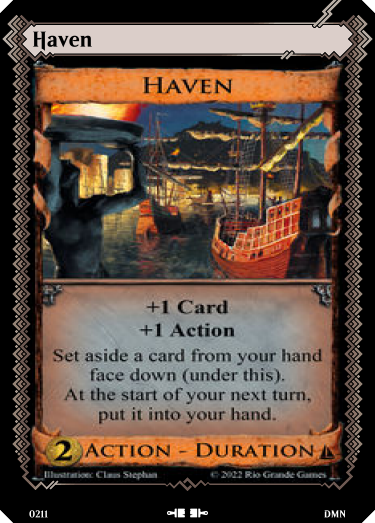 Haven
HAVEN
+1 Card
+1 Action
Set aside a card from your hand
face down (under this).
At the start of your next turn,
put it into your hand.
2 ACTION - DURATION
Illustration: Claus Stephan © 2022 Rio Grande Games
0211 DMN